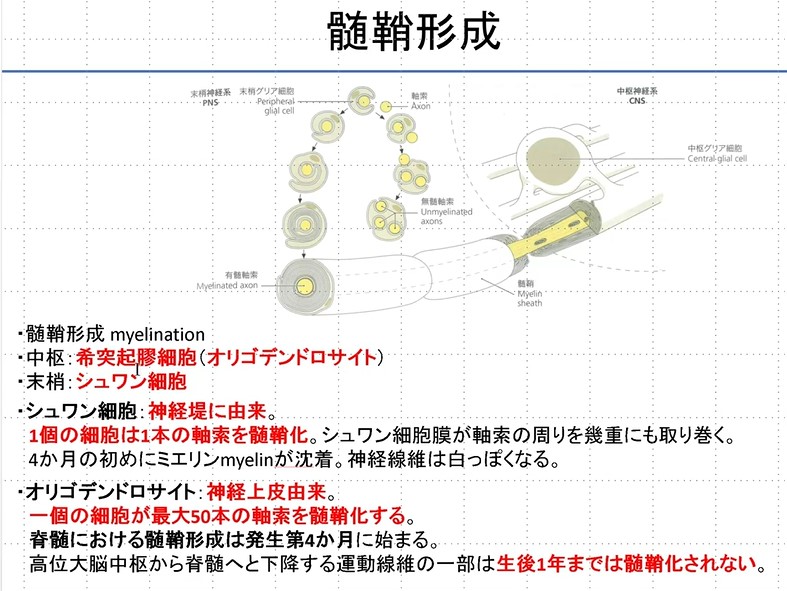 髄鞘形成
末梢神経系
PNS
末梢グリア細胞
Peripheral
glial cell
軸索
Axon
中枢神経系
CNS
中枢グリア細胞
Central glial cell
無髄軸索
Unmyelinated
axons
有髄軸索
Myelinated axon
髄鞘
Myelin
sheath
・髄鞘形成 myelination
・中枢：希突起膠細胞（オリゴデンドロサイト）
・末梢：シュワン細胞
・シュワン細胞：神経堤に由来。
1個の細胞は1本の軸索を髄鞘化。シュワン細胞膜が軸索の周りを幾重にも取り巻く。
4か月の初めにミエリンmyelinが沈着。神経線維は白っぽくなる。
・オリゴデンドロサイト：神経上皮由来。
一個の細胞が最大50本の軸索を髄鞘化する。
脊髄における髄鞘形成は発生第4か月に始まる。
高位大脳中枢から脊髄へと下降する運動線維の一部は生後1年までは髄鞘化されない。